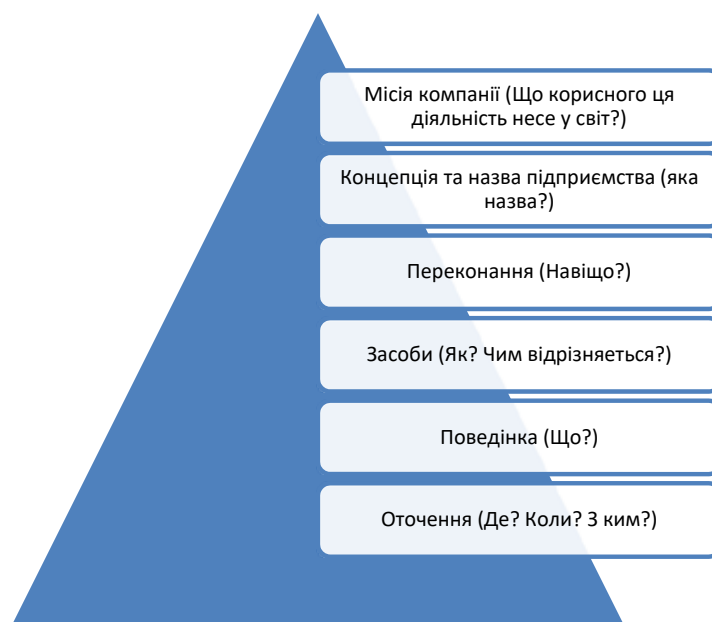 Місія компанії (Що корисного ця
діяльність несе у світ?)
Концепція та назва підприємства (яка
назва?)
Переконання (Навіщо?)
Засоби (Як? Чим відрізняеться?)
Поведінка (Що?)
Оточення (Де? Коли? З ким?)